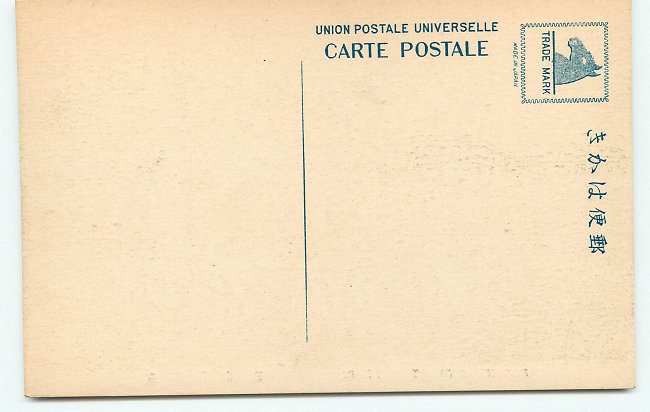 UNION POSTALE UNIVERSELLE
CARTE POSTALE
TRADE MARK
MADE IN JAPAN
郵便はかき